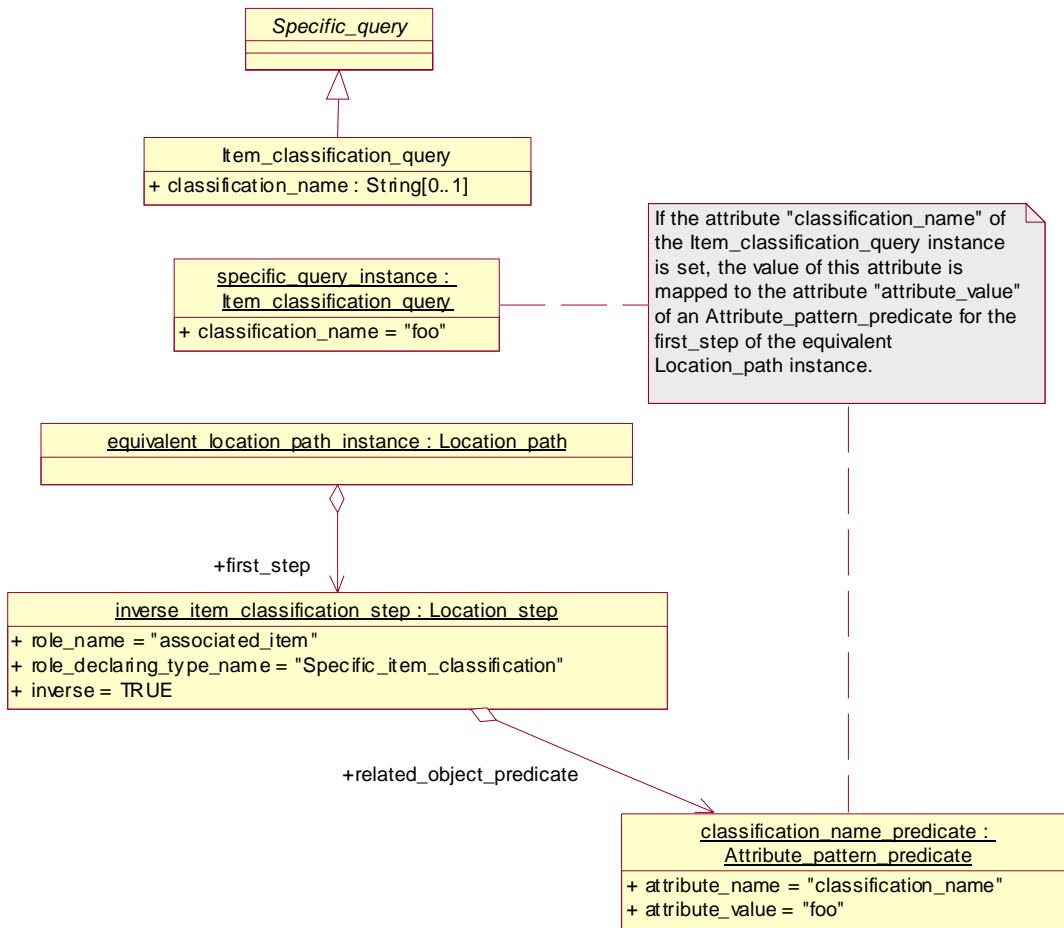 Specific_query
Item_classification_query
+ classification_name : String[0..1]
If the attribute "classification_name" of
the Item_classification_query instance
is set, the value of this attribute is
mapped to the attribute "attribute_value"
of an Attribute_pattern_predicate for the
first_step of the equivalent
Location_path instance.
specific_query_instance :
Item_classification_query
+ classification_name = "foo"
equivalent_location_path_instance : Location_path
+first_step
inverse_item_classification_step : Location_step
+ role_name = "associated_item"
+ role_declaring_type_name = "Specific_item_classification"
+ inverse = TRUE
+related_object_predicate
classification_name_predicate :
Attribute_pattern_predicate
+ attribute_name = "classification_name"
+ attribute_value = "foo"